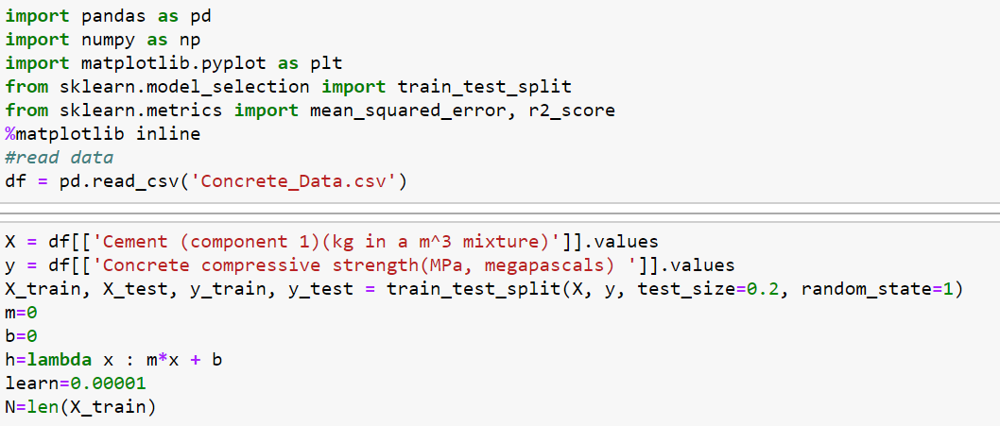 import pandas as pd
import numpy as np
import matplotlib.pyplot as plt
from sklearn.model_selection import train_test_split
from sklearn.metrics import mean_squared_error, r2_score
%matplotlib inline
#read data
df = pd.read_csv('Concrete_Data.csv')
X = df[['Cement (component 1)(kg in a m^3 mixture)']].values
y = df[['Concrete compressive strength(MPa, megapascals) ']].values
X_train, X_test, y_train, y_test = train_test_split(X, y, test_size=0.2, random_state=1)
m=0
b=0
h=lambda x : m*x + b
learn=0.00001
N=len(X_train)